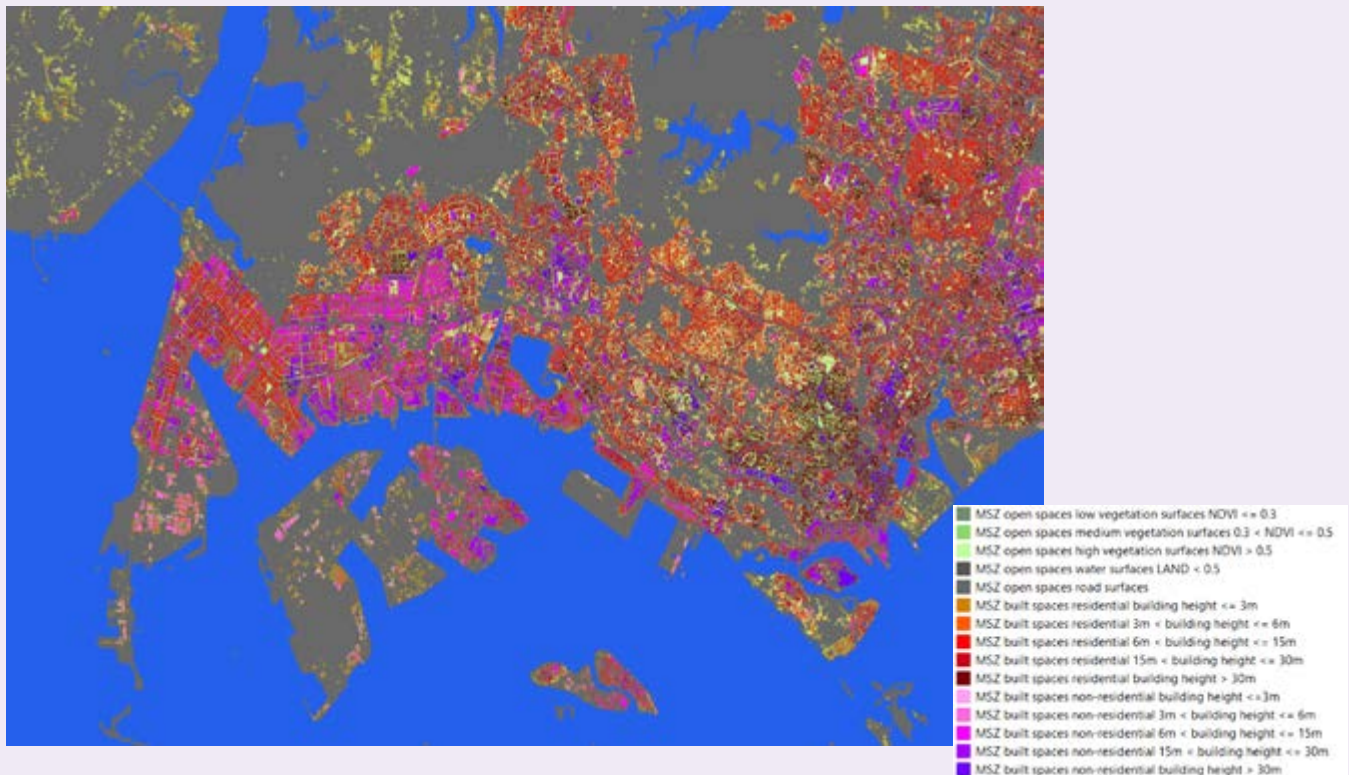 MSZ open spaces low vegetation surfaces NDVI <= 0.3
MSZ open spaces medium vegetation surfaces 0.3 < NDVI <= 0.5
MSZ open spaces high vegetation surfaces NDVI > 0.5
MSZ open spaces water surfaces LAND < 0.5
MSZ open spaces road surfaces
MSZ built spaces residential building height <= 3m
MSZ built spaces residential 3m < building height <= 6m
MSZ built spaces residential 6m < building height <= 15m
MSZ built spaces residential 15m < building height <= 30m
MSZ built spaces residential building height > 30m
MSZ built spaces non-residential building height <=3m
MSZ built spaces non-residential 3m < building height <= 6m
MSZ built spaces non-residential 6m < building height <= 15m
MSZ built spaces non-residential 15m < building height <= 30m
MSZ built spaces non-residential building height > 30m